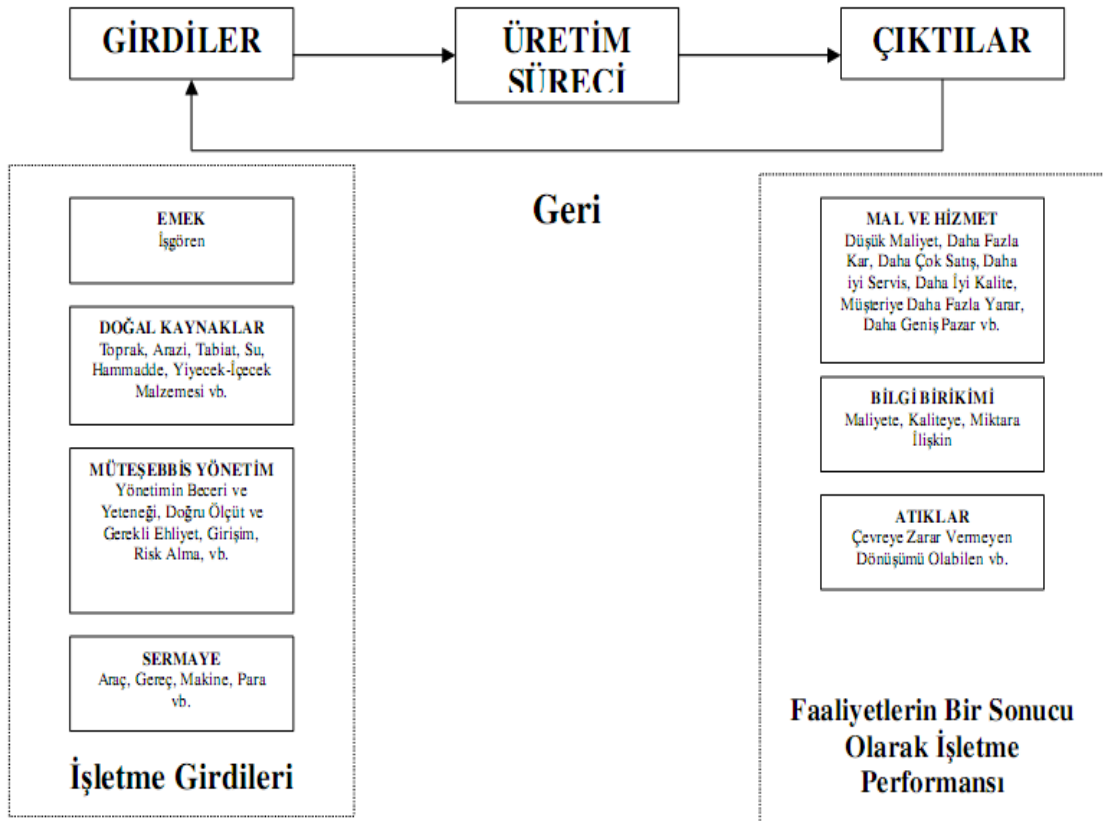 GİRDİLER
ÜRETİM
SÜRECİ
ÇIKTILAR
Geri
EMEK
İşgören
DOĞAL KAYNAKLAR
Toprak, Arazi, Tabiat, Su,
Hammadde, Yiyecek-İçecek
Malzemesi vb.
MÜTEŞEBBİS YÖNETİM
Yönetimin Beceri ve
Yeteneği, Doğru Ölçüt ve
Gerekli Ehliyet, Girişim,
Risk Alma, vb.
SERMAYE
Araç, Gereç, Makine, Para
vb.
İşletme Girdileri
MAL VE HİZMET
Düşük Maliyet, Daha Fazla
Kar, Daha Çok Satış, Daha
iyi Servis, Daha İyi Kalite,
Müşteriye Daha Fazla Yarar,
Daha Geniş Pazar vb.
BİLGİ BİRİKİMİ
Maliyete, Kaliteye, Miktara
İlişkin
ATIKLAR
Çevreye Zarar Vermeyen
Dönüşümü Olabilen vb.
Faaliyetlerin Bir Sonucu
Olarak İşletme
Performansı